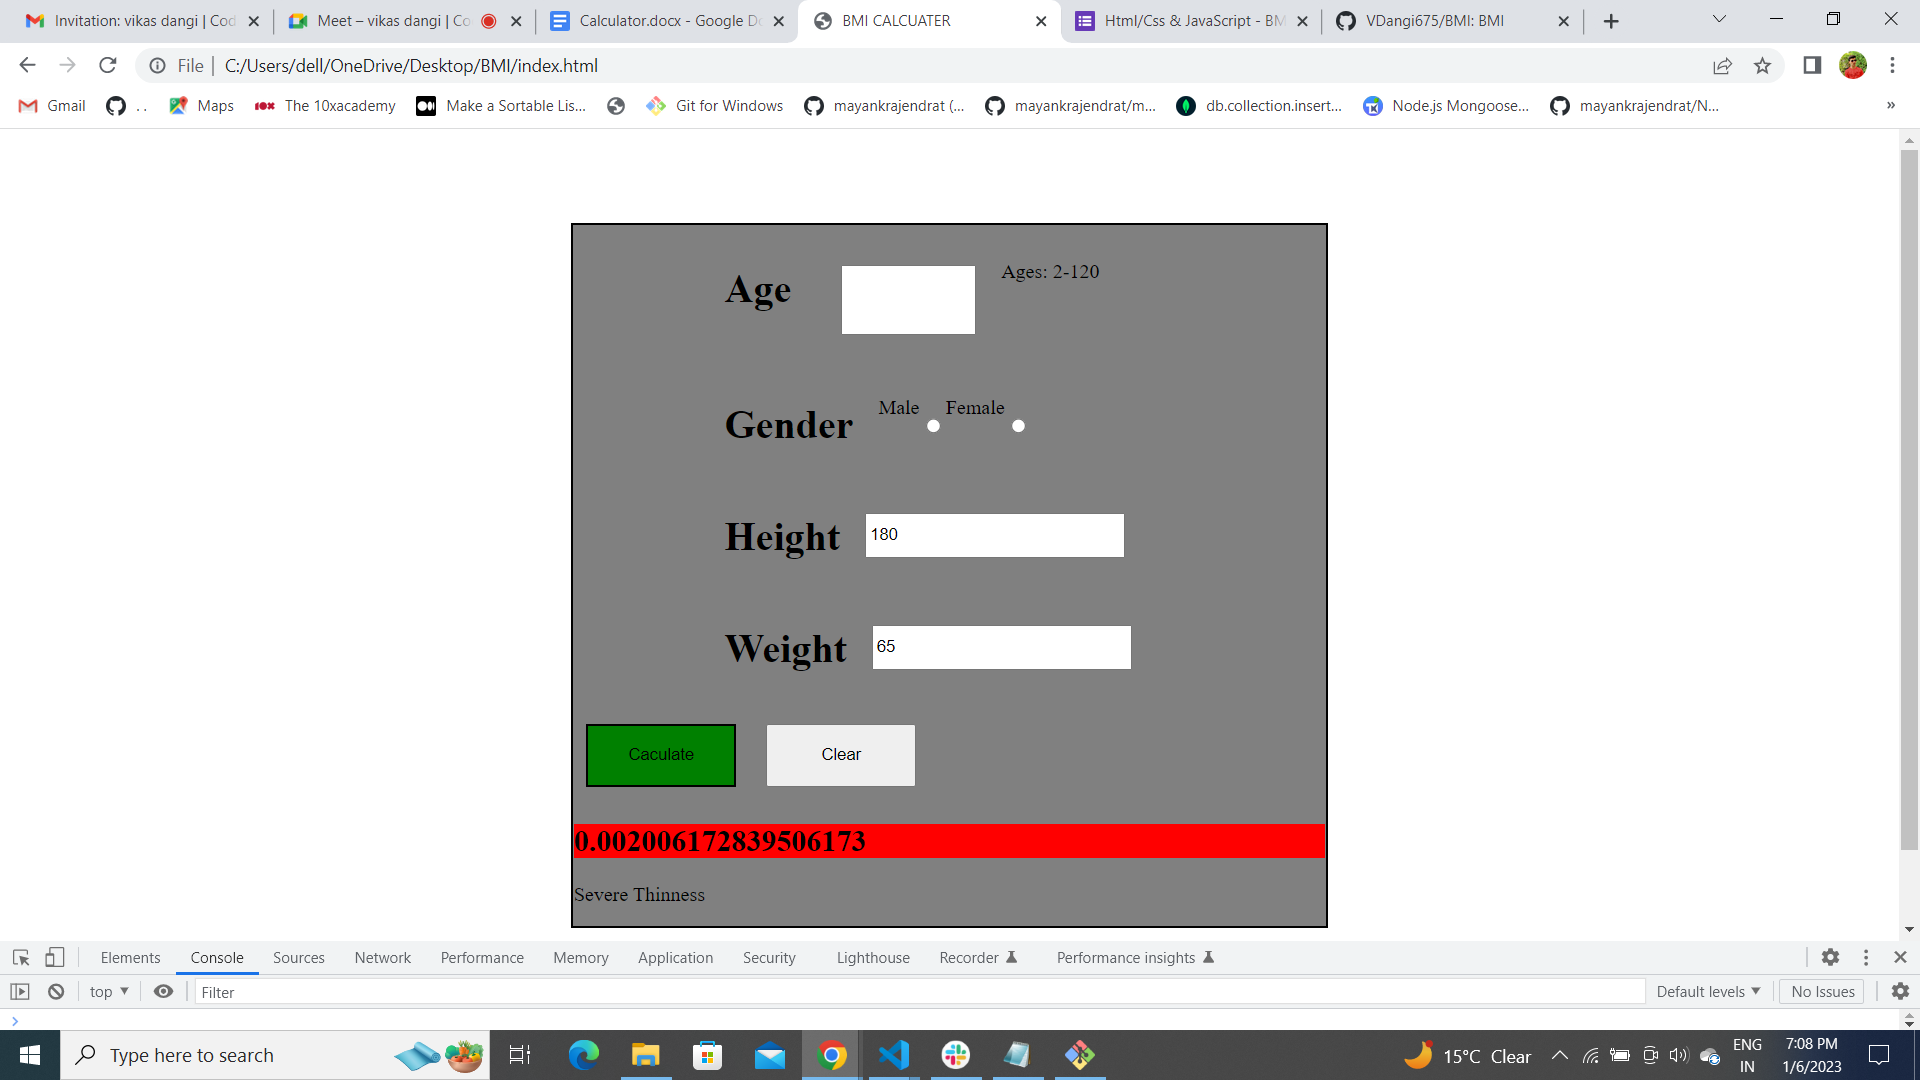 Invitation: vikas dangi | Cod
Meet – vikas dangi | Co
Calculator.docx - Google Do
BMI CALCUATER
Html/Css & JavaScript - BM
VDangi675/BMI: BMI
File | C:/Users/dell/OneDrive/Desktop/BMI/index.html
Gmail
. .
Maps
The 10xacademy
Make a Sortable Lis...
Git for Windows
mayankrajendrat (...
mayankrajendrat/m...
db.collection.insert...
Node.js Mongoose...
mayankrajendrat/N...
»
Age
Ages: 2-120
Gender
Male
Female
Height
180
Weight
65
Caculate
Clear
0.002006172839506173
Severe Thinness
Elements
Console
Sources
Network
Performance
Memory
Application
Security
Lighthouse
Recorder
Performance insights
top
Filter
Default levels
No Issues
Type here to search
15°C Clear
ENG
IN
7:08 PM
1/6/2023